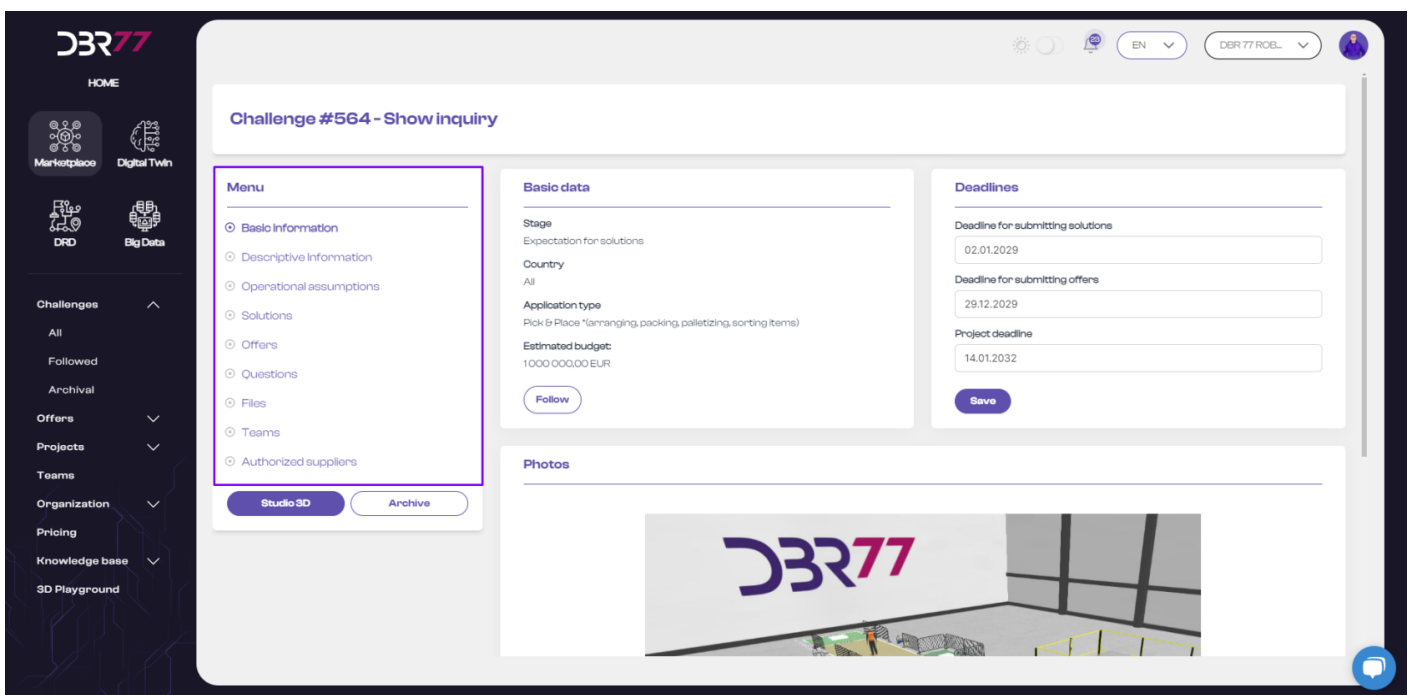 DBR77
HOME
Marketplace
Digital Twin
DRD
Big Data
Challenges
All
Followed
Archival
Offers
Projects
Teams
Organization
Pricing
Knowledge base
3D Playground
EN
DBR 77 ROB...
Challenge #564 - Show inquiry
Menu
Basic information
Descriptive Information
Operational assumptions
Solutions
Offers
Questions
Files
Teams
Authorized suppliers
Studio 3D
Archive
Basic data
Stage
Expectation for solutions
Country
All
Application type
Pick & Place *(arranging, packing, palletizing, sorting items)
Estimated budget:
1 000 000,00 EUR
Follow
Deadlines
Deadline for submitting solutions
02.01.2029
Deadline for submitting offers
29.12.2029
Project deadline
14.01.2032
Save
Photos
DBR77